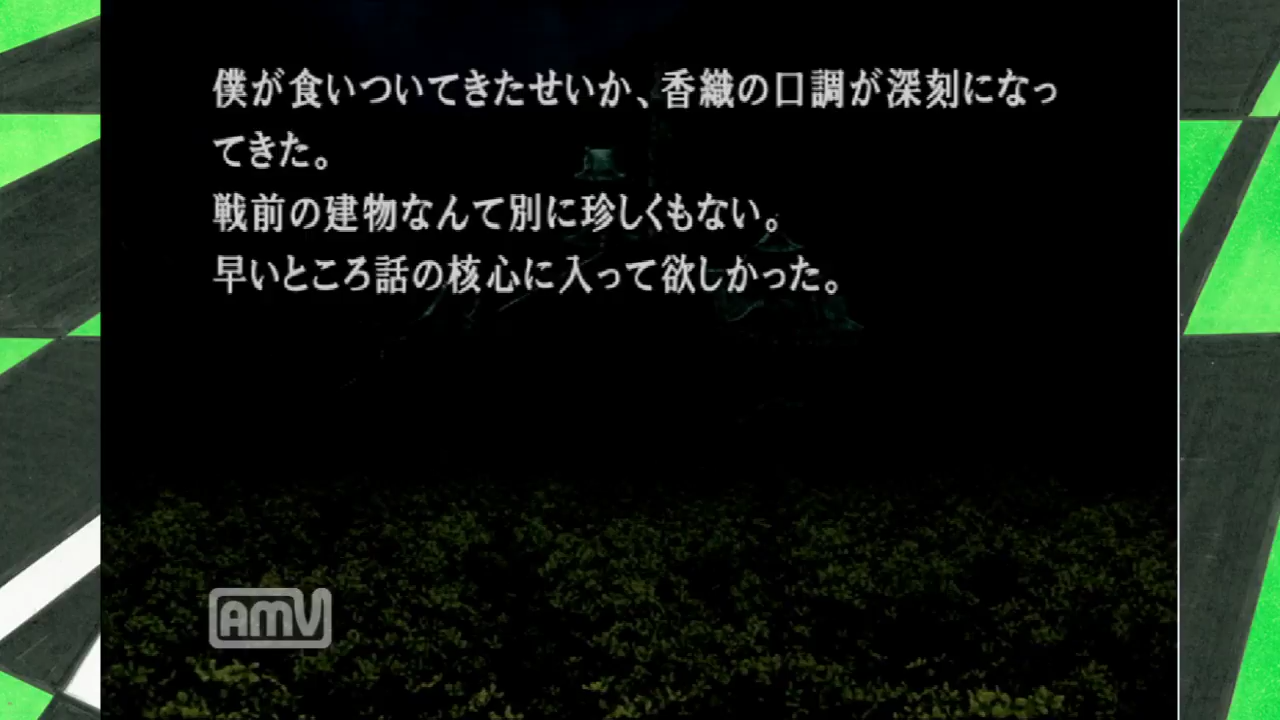 僕が食いついてきたせいか、香織の口調が深刻になっ
てきた。
戦前の建物なんて別に珍しくもない。
早いところ話の核心に入って欲しかった。
AMV